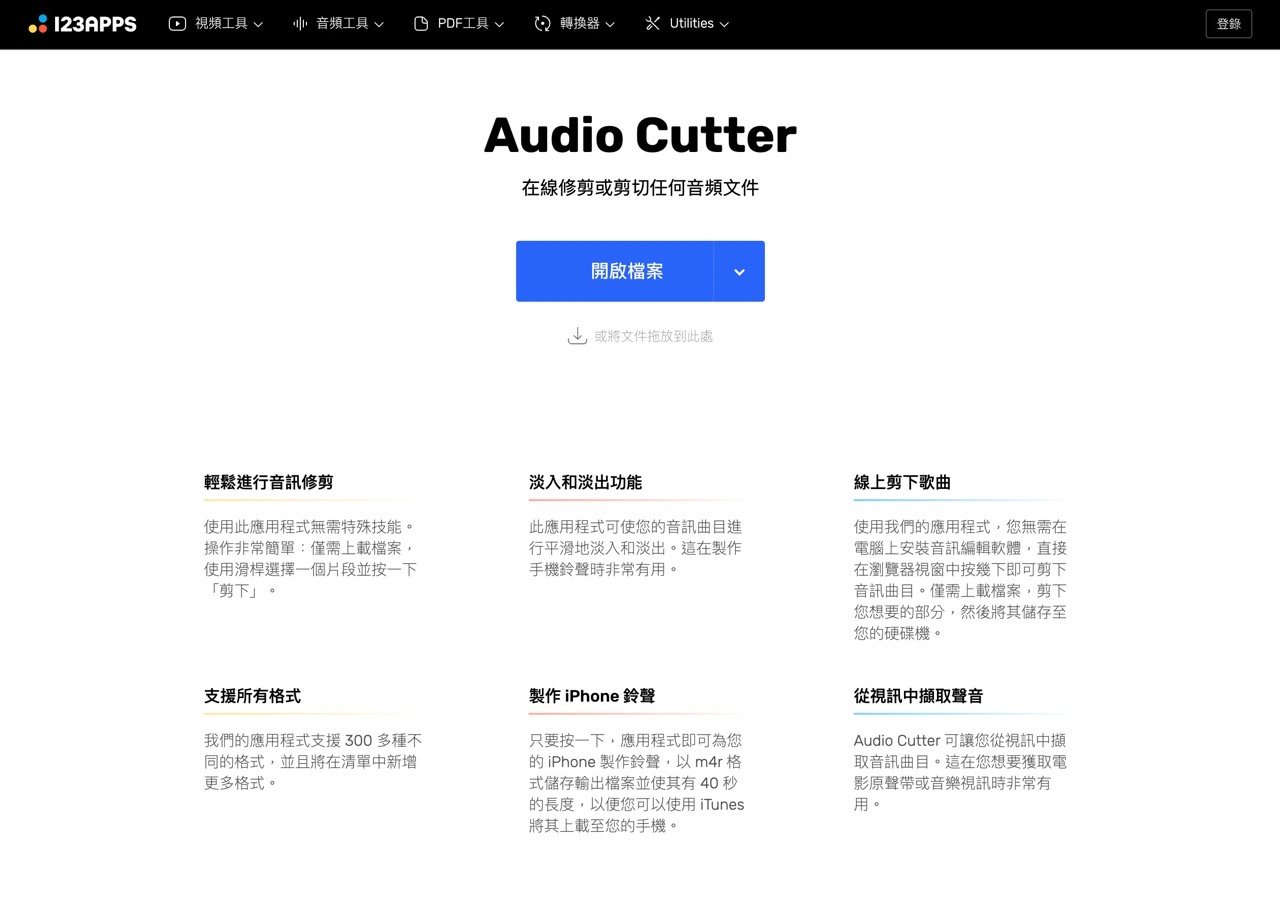 123APPS
視頻工具
音頻工具
PDF工具
轉換器
Utilities
登錄
Audio Cutter
在線修剪或剪切任何音頻文件
開啟檔案
或將文件拖放到此處
輕鬆進行音訊修剪
使用此應用程式無需特殊技能。
操作非常簡單：僅需上載檔案，
使用滑桿選擇一個片段並按一下
「剪下」。
淡入和淡出功能
此應用程式可使您的音訊曲目進
行平滑地淡入和淡出。這在製作
手機鈴聲時非常有用。
線上剪下歌曲
使用我們的應用程式，您無需在
電腦上安裝音訊編輯軟體，直接
在瀏覽器視窗中按幾下即可剪下
音訊曲目。僅需上載檔案，剪下
您想要的部分，然後將其儲存至
您的硬碟機。
支援所有格式
我們的應用程式支援 300 多種不
同的格式，並且將在清單中新增
更多格式。
製作 iPhone 鈴聲
只要按一下，應用程式即可為您
的 iPhone 製作鈴聲，以 m4r 格
式儲存輸出檔案並使其有 40 秒
的長度，以便您可以使用 iTunes
將其上載至您的手機。
從視訊中擷取聲音
Audio Cutter 可讓您從視訊中擷
取音訊曲目。這在您想要獲取電
影原聲帶或音樂視訊時非常有
用。